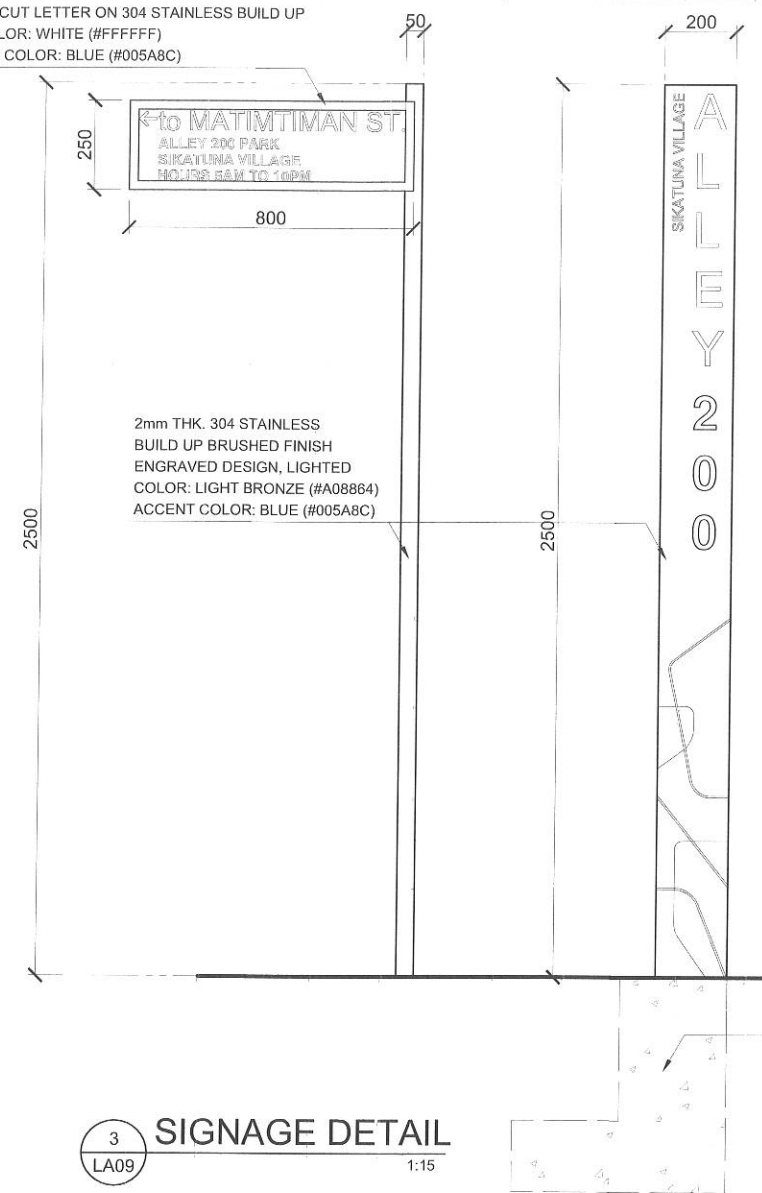 CUT LETTER ON 304 STAINLESS BUILD UP
LOR: WHITE (#FFFFFF)
COLOR: BLUE (#005A8C)
50
200
250
←to MATIMTIMAN ST.
ALLEY 200 PARK
SIKATUNA VILLAGE
HOURS 5AM TO 10PM
800
SIKATUNA VILLAGE
ALLEY 200
2mm THK. 304 STAINLESS
BUILD UP BRUSHED FINISH
ENGRAVED DESIGN, LIGHTED
COLOR: LIGHT BRONZE (#A08864)
ACCENT COLOR: BLUE (#005A8C)
2500
2500
3
LA09
SIGNAGE DETAIL
1:15